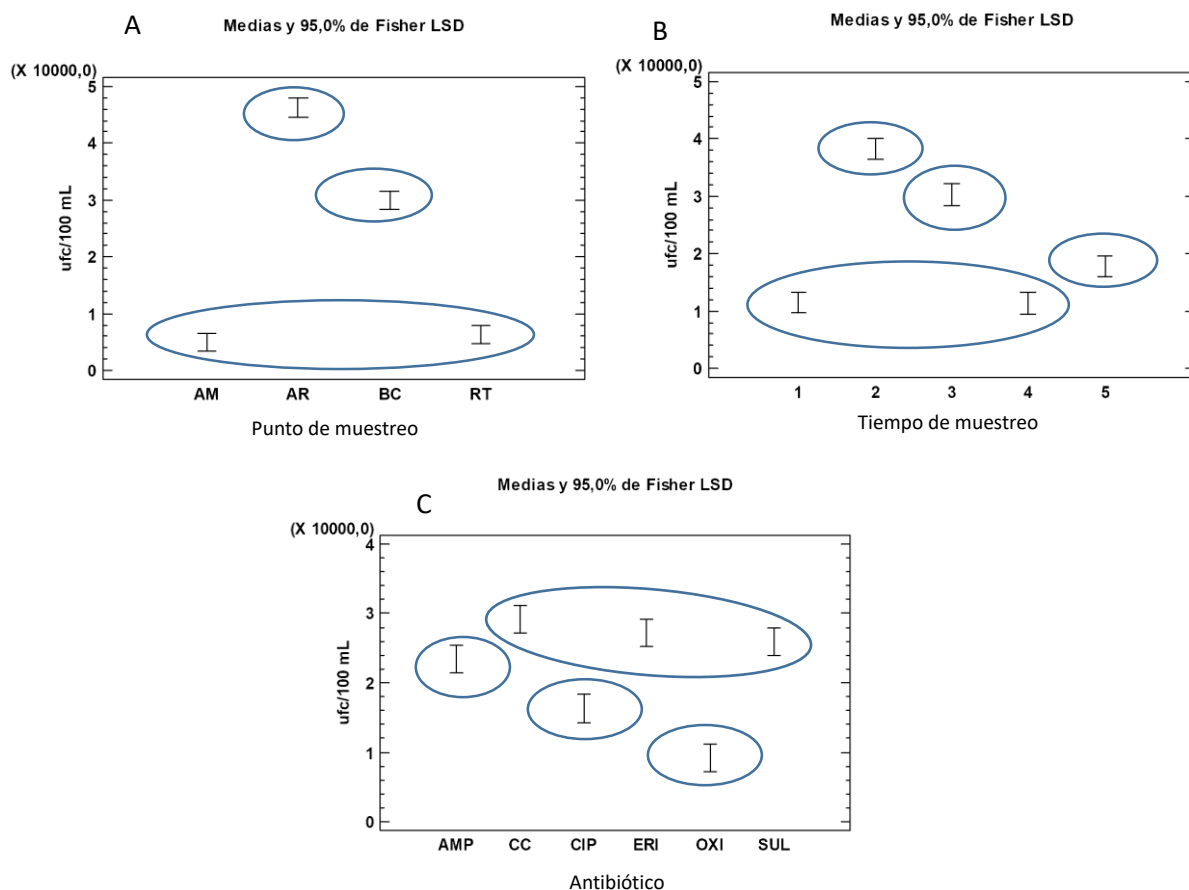 A
Medias y 95,0% de Fisher LSD
(X 10000,0)
5
4
3
2
1
0
ufc/100 mL
AM AR BC RT
Punto de muestreo
B
Medias y 95,0% de Fisher LSD
(X 10000,0)
5
4
3
2
1
0
ufc/100 mL
1 2 3 4 5
Tiempo de muestreo
C
Medias y 95,0% de Fisher LSD
(X 10000,0)
4
3
2
1
0
ufc/100 mL
AMP CC CIP ERI OXI SUL
Antibiótico